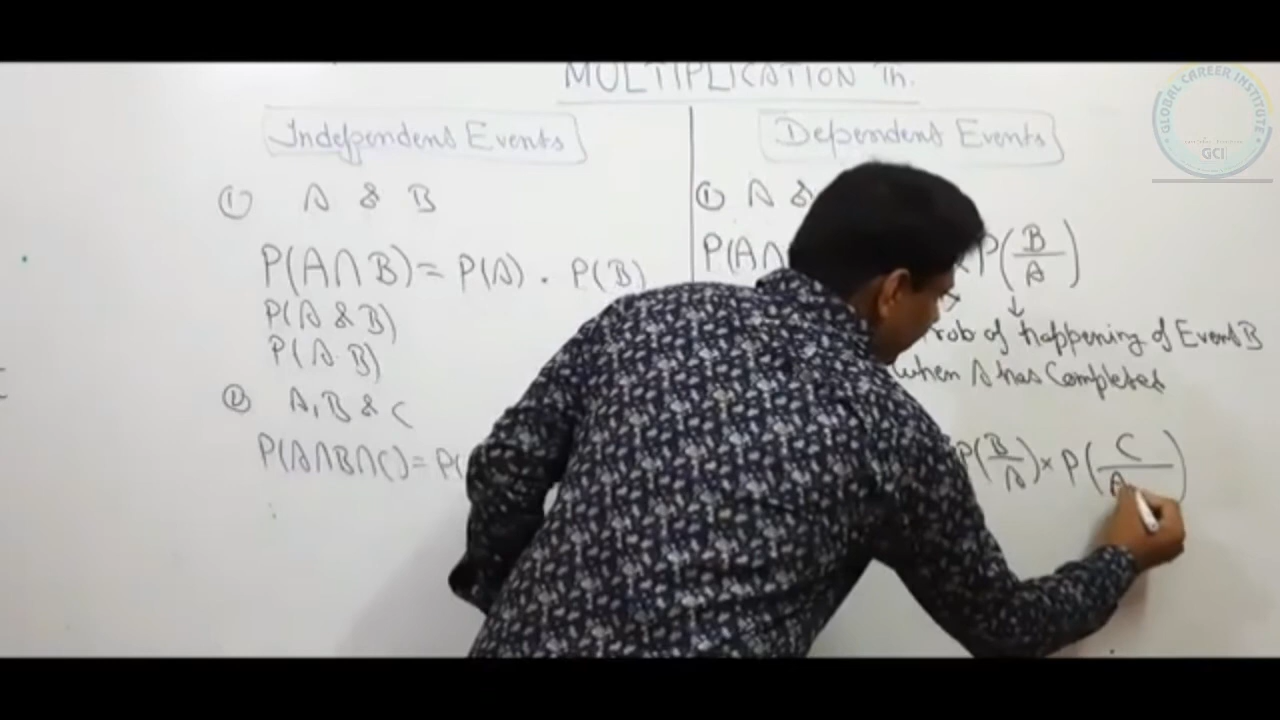 MULTIPLICATION Th.
Independent Events
① A & B
P(A∩B) = P(A) . P(B)
P(A & B)
P(A. B)
② A, B & C
P(A∩B∩C) = P(
Dependent Events
① A &
P(A∩ P(B/A)
rob of happening of Event B
when A has Completed
P(B/A) × P(C/A
GLOBAL CAREER INSTITUTE
GCI